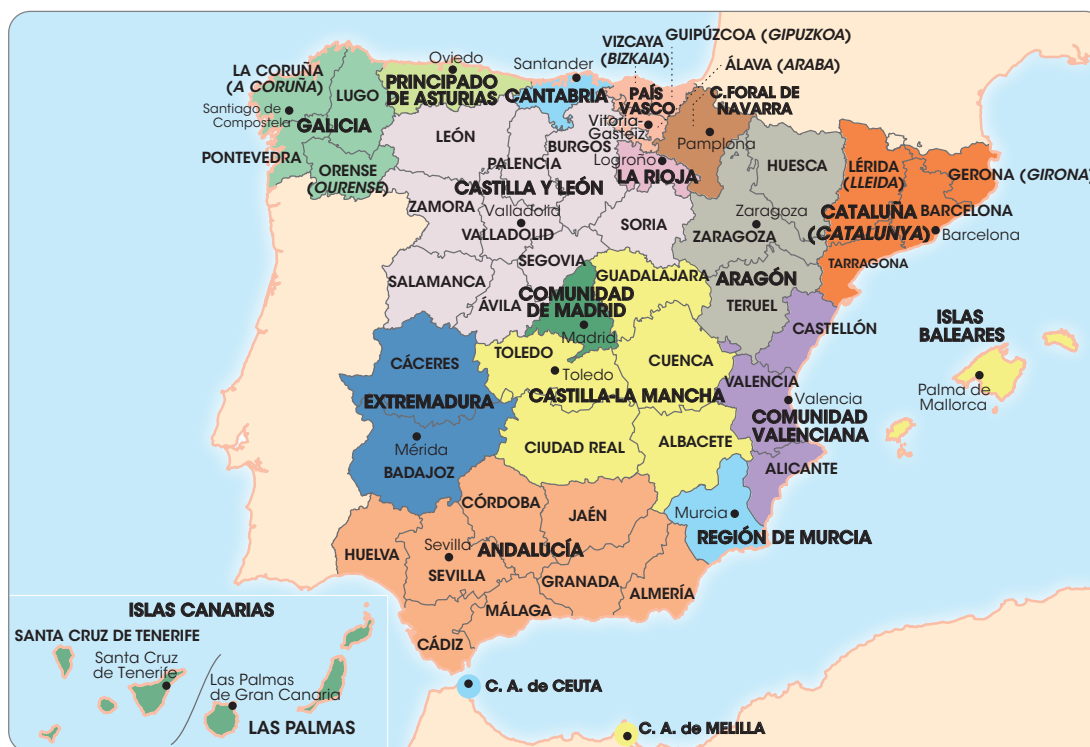 VIZCAYA
(BIZKAIA)
GUIPÚZCOA (GIPUZKOA)
ÁLAVA (ARABA)
LA CORUÑA
(A CORUÑA)
LUGO
Santiago de
Compostela
GALICIA
PONTEVEDRA
ORENSE
(OURENSE)
Oviedo
PRINCIPADO
DE ASTURIAS
Santander
CANTABRIA
PAÍS
VASCO
Vitoria-
Gasteiz
C.FORAL DE
NAVARRA
Pamplona
Logroño
LA RIOJA
LEÓN
PALENCIA
BURGOS
CASTILLA Y LEÓN
ZAMORA
Valladolid
VALLADOLID
SORIA
SEGOVIA
SALAMANCA
ÁVILA
HUESCA
Zaragoza
ZARAGOZA
ARAGÓN
TERUEL
LÉRIDA
(LLEIDA)
GERONA (GIRONA)
CATALUÑA
(CATALUNYA)
BARCELONA
Barcelona
TARRAGONA
COMUNIDAD
DE MADRID
Madrid
GUADALAJARA
TOLEDO
Toledo
CUENCA
CASTILLA-LA MANCHA
CIUDAD REAL
ALBACETE
CÁCERES
EXTREMADURA
Mérida
BADAJOZ
CASTELLÓN
VALENCIA
Valencia
COMUNIDAD
VALENCIANA
ALICANTE
ISLAS
BALEARES
Palma de
Mallorca
Murcia
REGIÓN DE MURCIA
CÓRDOBA
JAÉN
HUELVA
Sevilla
SEVILLA
ANDALUCÍA
GRANADA
ALMERÍA
MÁLAGA
CÁDIZ
C. A. de CEUTA
C. A. de MELILLA
ISLAS CANARIAS
SANTA CRUZ DE TENERIFE
Santa Cruz
de Tenerife
Las Palmas
de Gran Canaria
LAS PALMAS